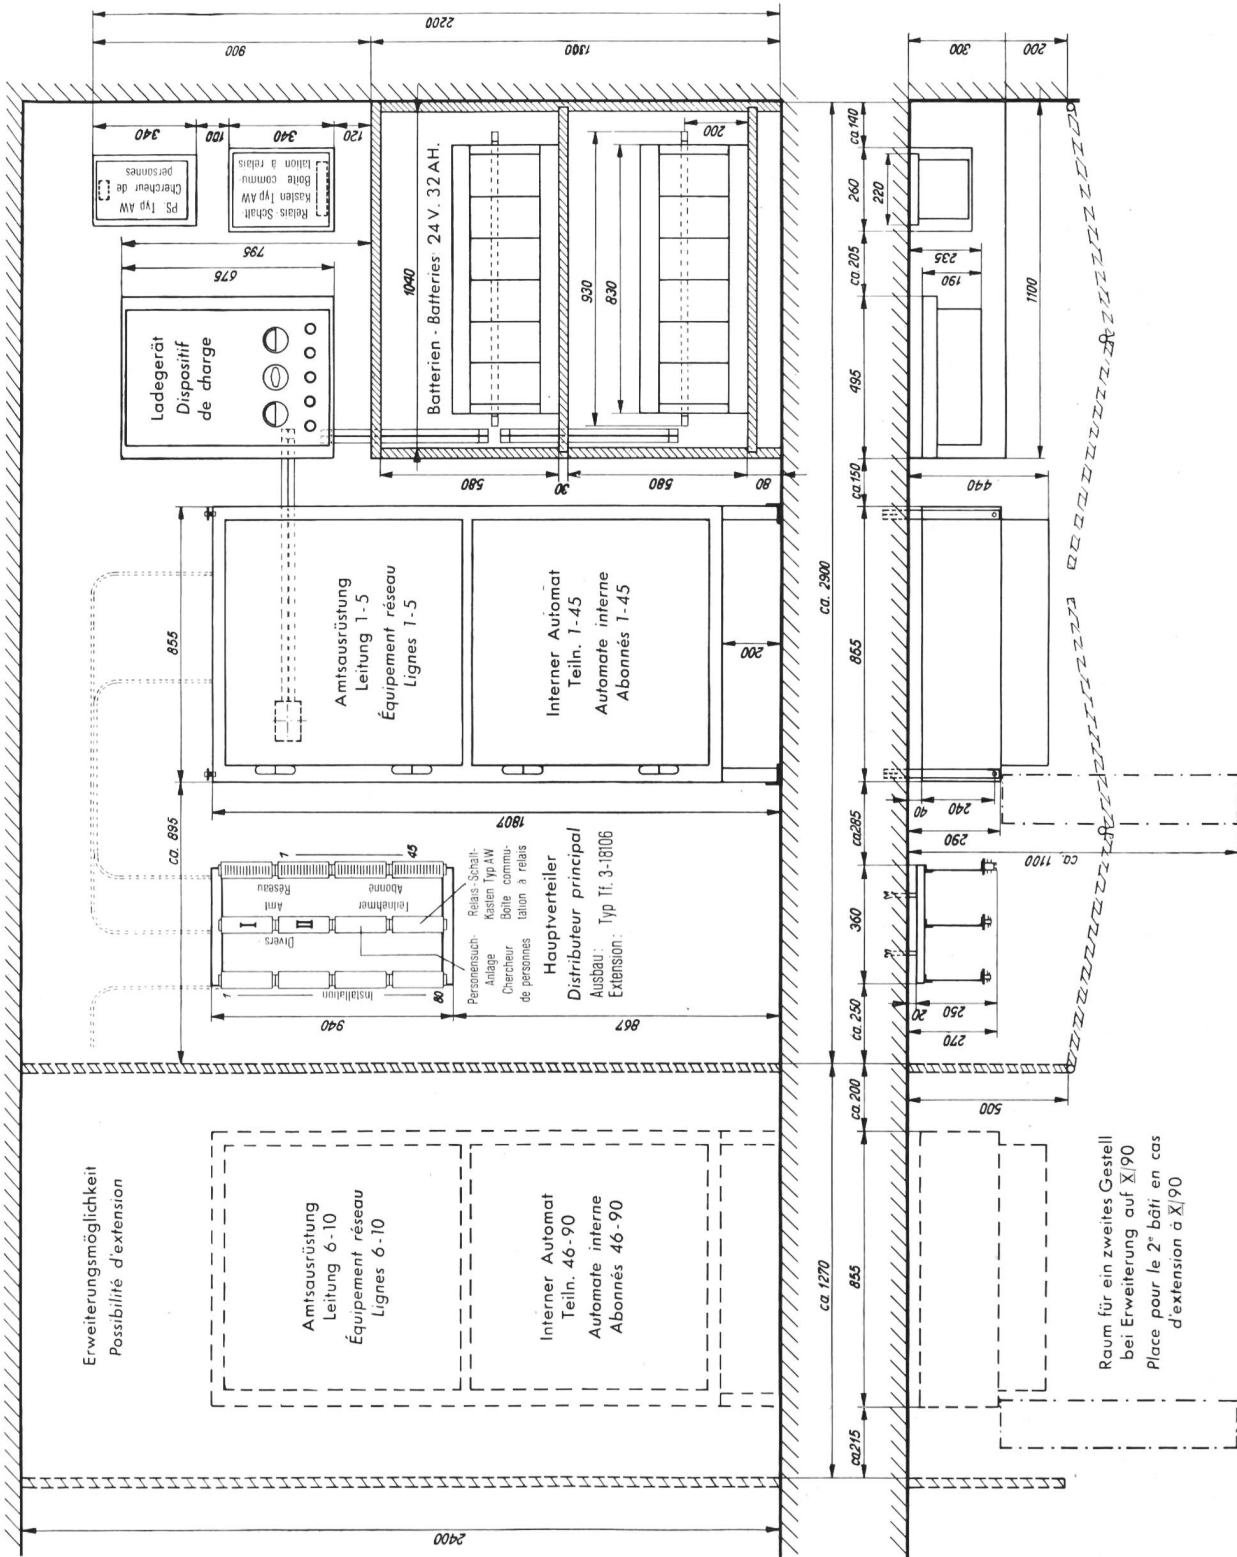 Erweiterungsmöglichkeit
Possibilité d'extension
Amtsausrüstung
Leitung 6-10
Équipement réseau
Lignes 6-10
Interner Automat
Teiln. 46-90
Automate interne
Abonnés 46-90
2400
ca. 895
855
Installation
1
80
Divers
I
II
Amt
Réseau
Teilnehmer
Abonné
1
45
940
867
1807
Personensuch-
Anlage
Chercheur
de personnes
Relais-Schalt-
Kasten Typ AW
Boîte commu-
tation à relais
Hauptverteiler
Distributeur principal
Ausbau: Typ Tf. 3-18106
Extension:
Amtsausrüstung
Leitung 1-5
Équipement réseau
Lignes 1-5
Interner Automat
Teiln. 1-45
Automate interne
Abonnés 1-45
200
Ladegerät
Dispositif
de charge
675
795
PS. Typ AW
Chercheur de
personnes
Relais-Schalt-
Kasten Typ AW
Boîte commu-
tation à relais
340
100
340
120
900
1300
2200
1040
Batterien - Batteries 24 V. 32 AH.
930
830
200
580
30
580
80
ca. 1270
ca. 2900
ca.215
855
ca.200
ca.250
360
ca.285
855
ca.150
495
ca.205
260
ca.140
220
500
20
250
270
40
240
290
ca. 1100
440
190
235
1100
300
200
Raum für ein zweites Gestell
bei Erweiterung auf X/90
Place pour le 2e bâti en cas
d'extension à X/90